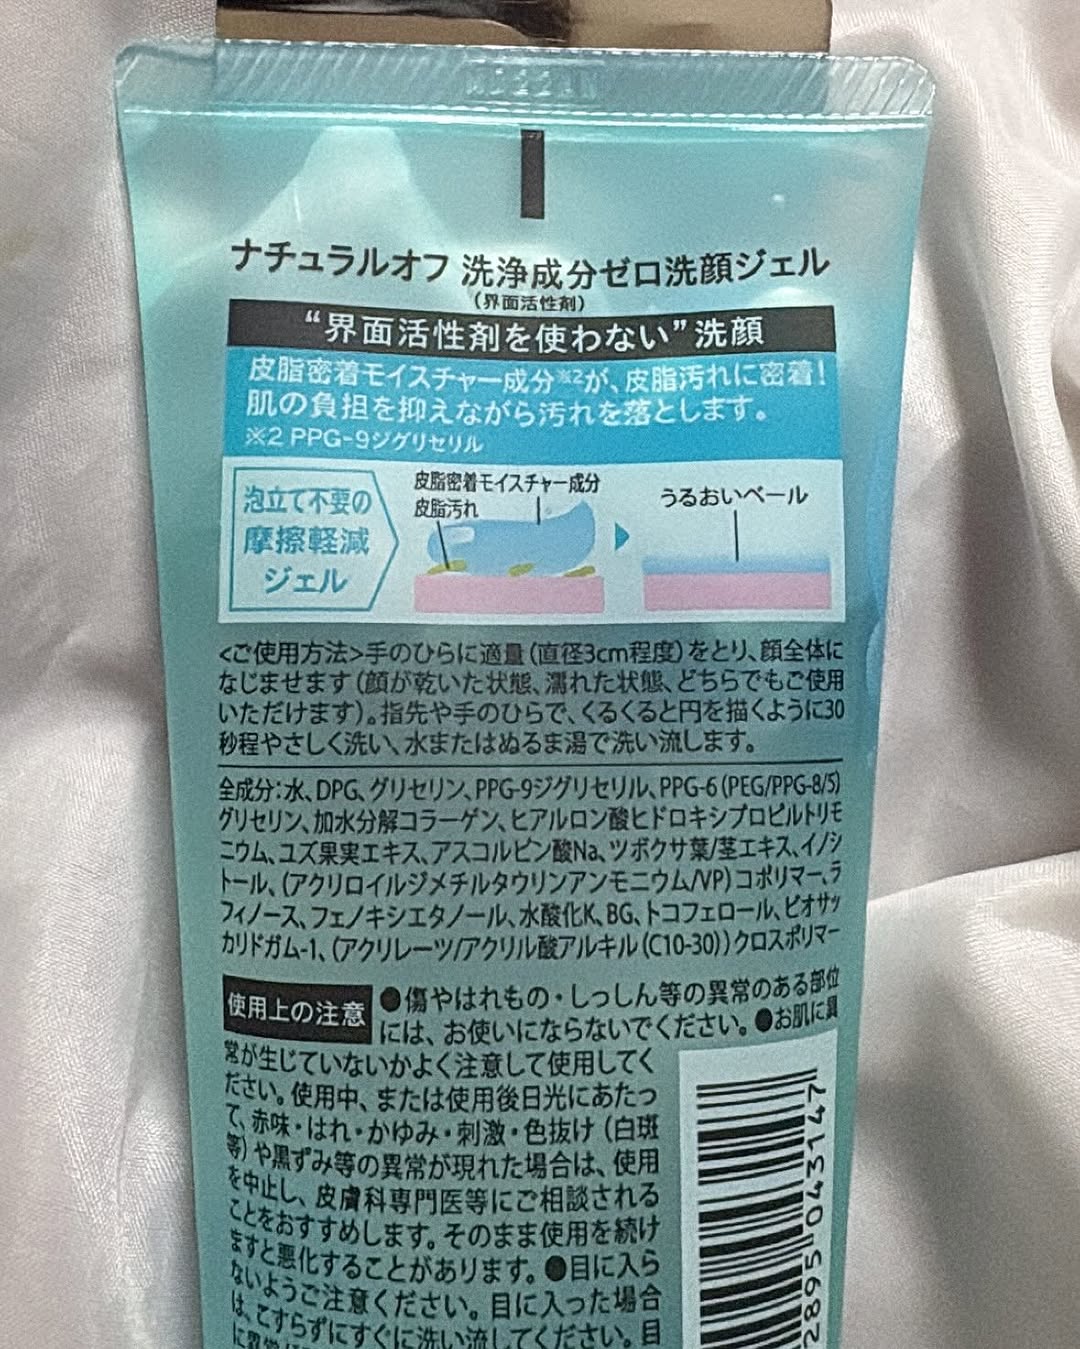 ナチュラルオフ 洗浄成分ゼロ洗顔ジェル
(界面活性剤)
“界面活性剤を使わない”洗顔
皮脂密着モイスチャー成分※2が、皮脂汚れに密着!
肌の負担を抑えながら汚れを落とします。
※2 PPG-9ジグリセリル
泡立て不要の
摩擦軽減
ジェル
皮脂密着モイスチャー成分
皮脂汚れ
うるおいベール
<ご使用方法>手のひらに適量(直径3cm程度)をとり、顔全体に
なじませます(顔が乾いた状態、濡れた状態、どちらでもご使用
いただけます)。指先や手のひらで、くるくると円を描くように30
秒程やさしく洗い、水またはぬるま湯で洗い流します。
全成分:水、DPG、グリセリン、PPG-9ジグリセリル、PPG-6(PEG/PPG-8/5)
グリセリン、加水分解コラーゲン、ヒアルロン酸ヒドロキシプロピルトリモ
ニウム、ユズ果実エキス、アスコルビン酸Na、ツボクサ葉/茎エキス、イノシ
トール、(アクリロイルジメチルタウリンアンモニウム/VP)コポリマー、ラ
フィノース、フェノキシエタノール、水酸化K、BG、トコフェロール、ビオサッ
カリドガム-1、(アクリレーツ/アクリル酸アルキル(C10-30))クロスポリマー
使用上の注意
●傷やはれもの・しっしん等の異常のある部位
には、お使いにならないでください。●お肌に異
常が生じていないかよく注意して使用してく
ださい。使用中、または使用後日光にあたっ
て、赤味・はれ・かゆみ・刺激・色抜け(白斑
等)や黒ずみ等の異常が現れた場合は、使用
を中止し、皮膚科専門医等にご相談される
ことをおすすめします。そのまま使用を続け
ますと悪化することがあります。●目に入ら
ないようご注意ください。目に入った場合
は、こすらずにすぐに洗い流してください。目
2895 043147